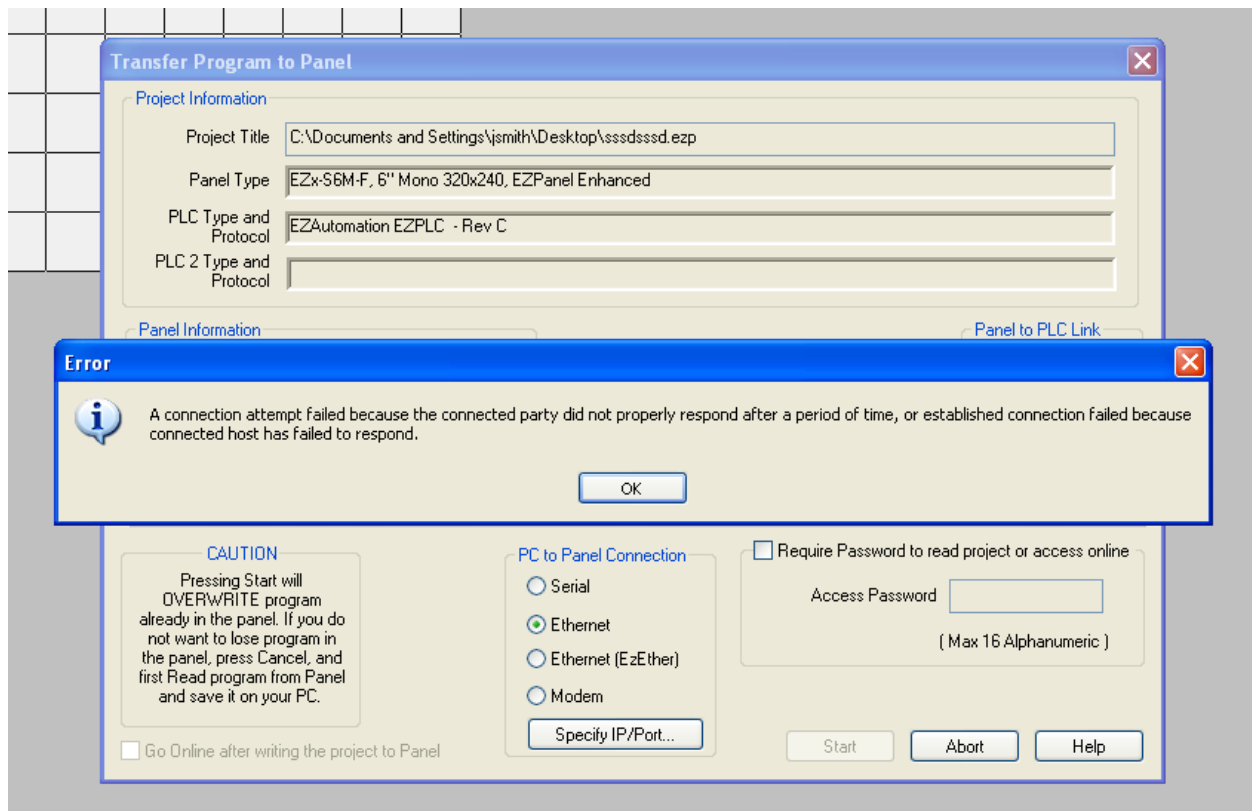 Transfer Program to Panel
Project Information
Project Title
C:\Documents and Settings\jsmith\Desktop\sssdsssd.ezp
Panel Type
EZx-S6M-F, 6" Mono 320x240, EZPanel Enhanced
PLC Type and
Protocol
EZAutomation EZPLC - Rev C
PLC 2 Type and
Protocol
Panel Information
Panel to PLC Link
Error
A connection attempt failed because the connected party did not properly respond after a period of time, or established connection failed because
connected host has failed to respond.
OK
CAUTION
Pressing Start will
OVERWRITE program
already in the panel. If you do
not want to lose program in
the panel, press Cancel, and
first Read program from Panel
and save it on your PC.
Go Online after writing the project to Panel
PC to Panel Connection
Serial
Ethernet
Ethernet (EzEther)
Modem
Specify IP/Port...
Require Password to read project or access online
Access Password
( Max 16 Alphanumeric )
Start
Abort
Help